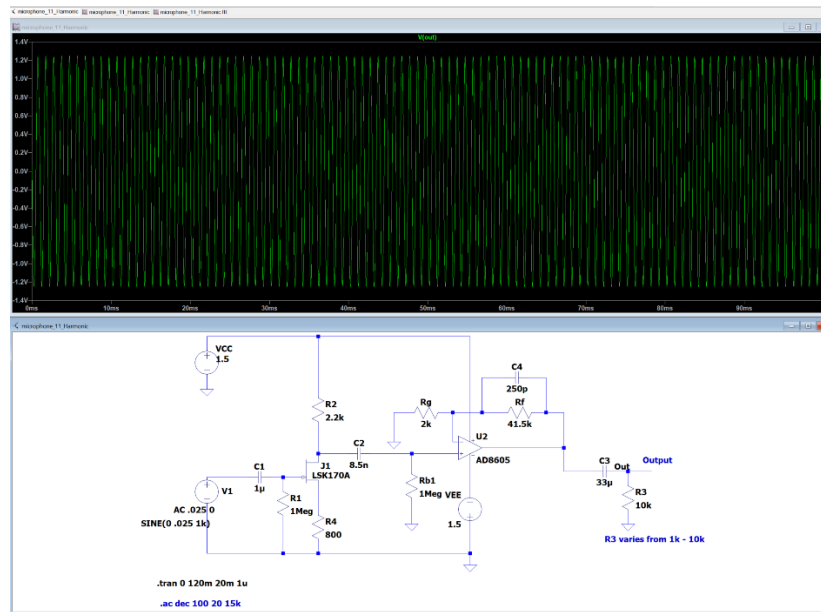 microphone_11_Harmonic microphone_11_Harmonic microphone_11_Harmonic III
microphone_11_Harmonic
V(out)
1.4V
1.2V
1.0V
0.8V
0.6V
0.4V
0.2V
0.0V
-0.2V
-0.4V
-0.6V
-0.8V
-1.0V
-1.2V
-1.4V
0ms 10ms 20ms 30ms 40ms 50ms 60ms 70ms 80ms 90ms
microphone_11_Harmonic
VCC
1.5
R2
2.2k
C4
250p
Rg
2k
Rf
41.5k
U2
AD8605
C2
8.5n
J1
LSK170A
C1
1µ
V1
AC .025 0
SINE(0 .025 1k)
R1
1Meg
R4
800
Rb1
1Meg
VEE
1.5
C3
33µ
Out
Output
R3
10k
R3 varies from 1k - 10k
.tran 0 120m 20m 1u
.ac dec 100 20 15k